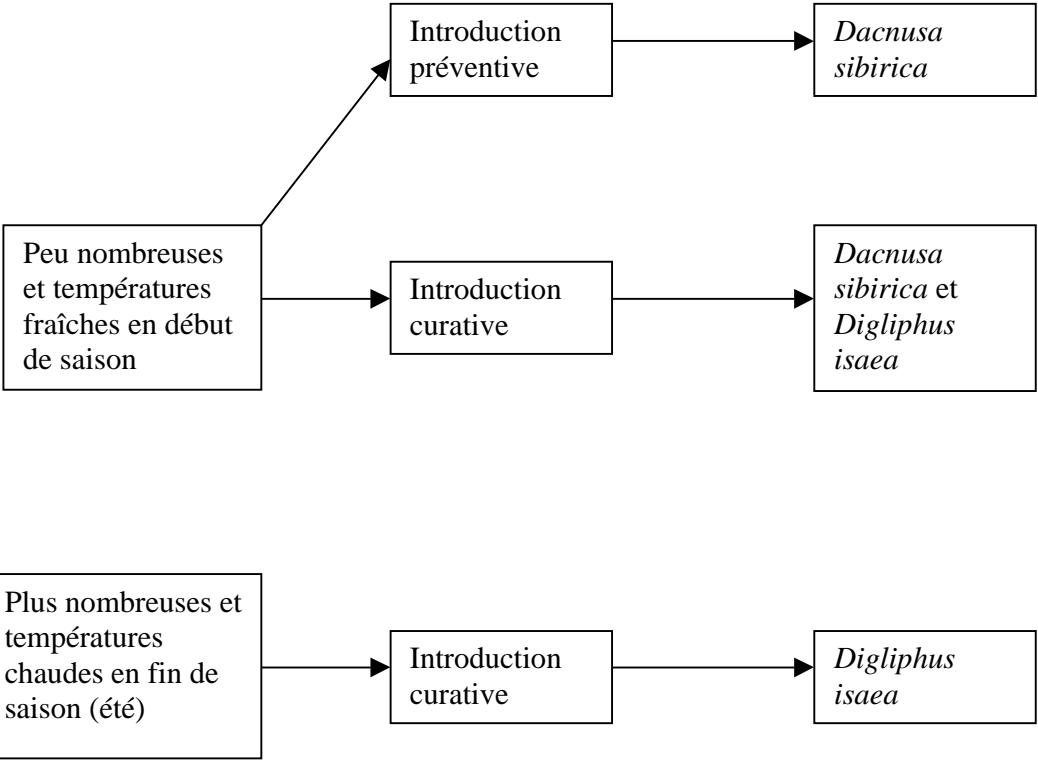 Introduction
préventive
Dacnusa
sibirica
Peu nombreuses
et températures
fraîches en début
de saison
Introduction
curative
Dacnusa
sibirica et
Digliphus
isaea
Plus nombreuses et
températures
chaudes en fin de
saison (été)
Introduction
curative
Digliphus
isaea